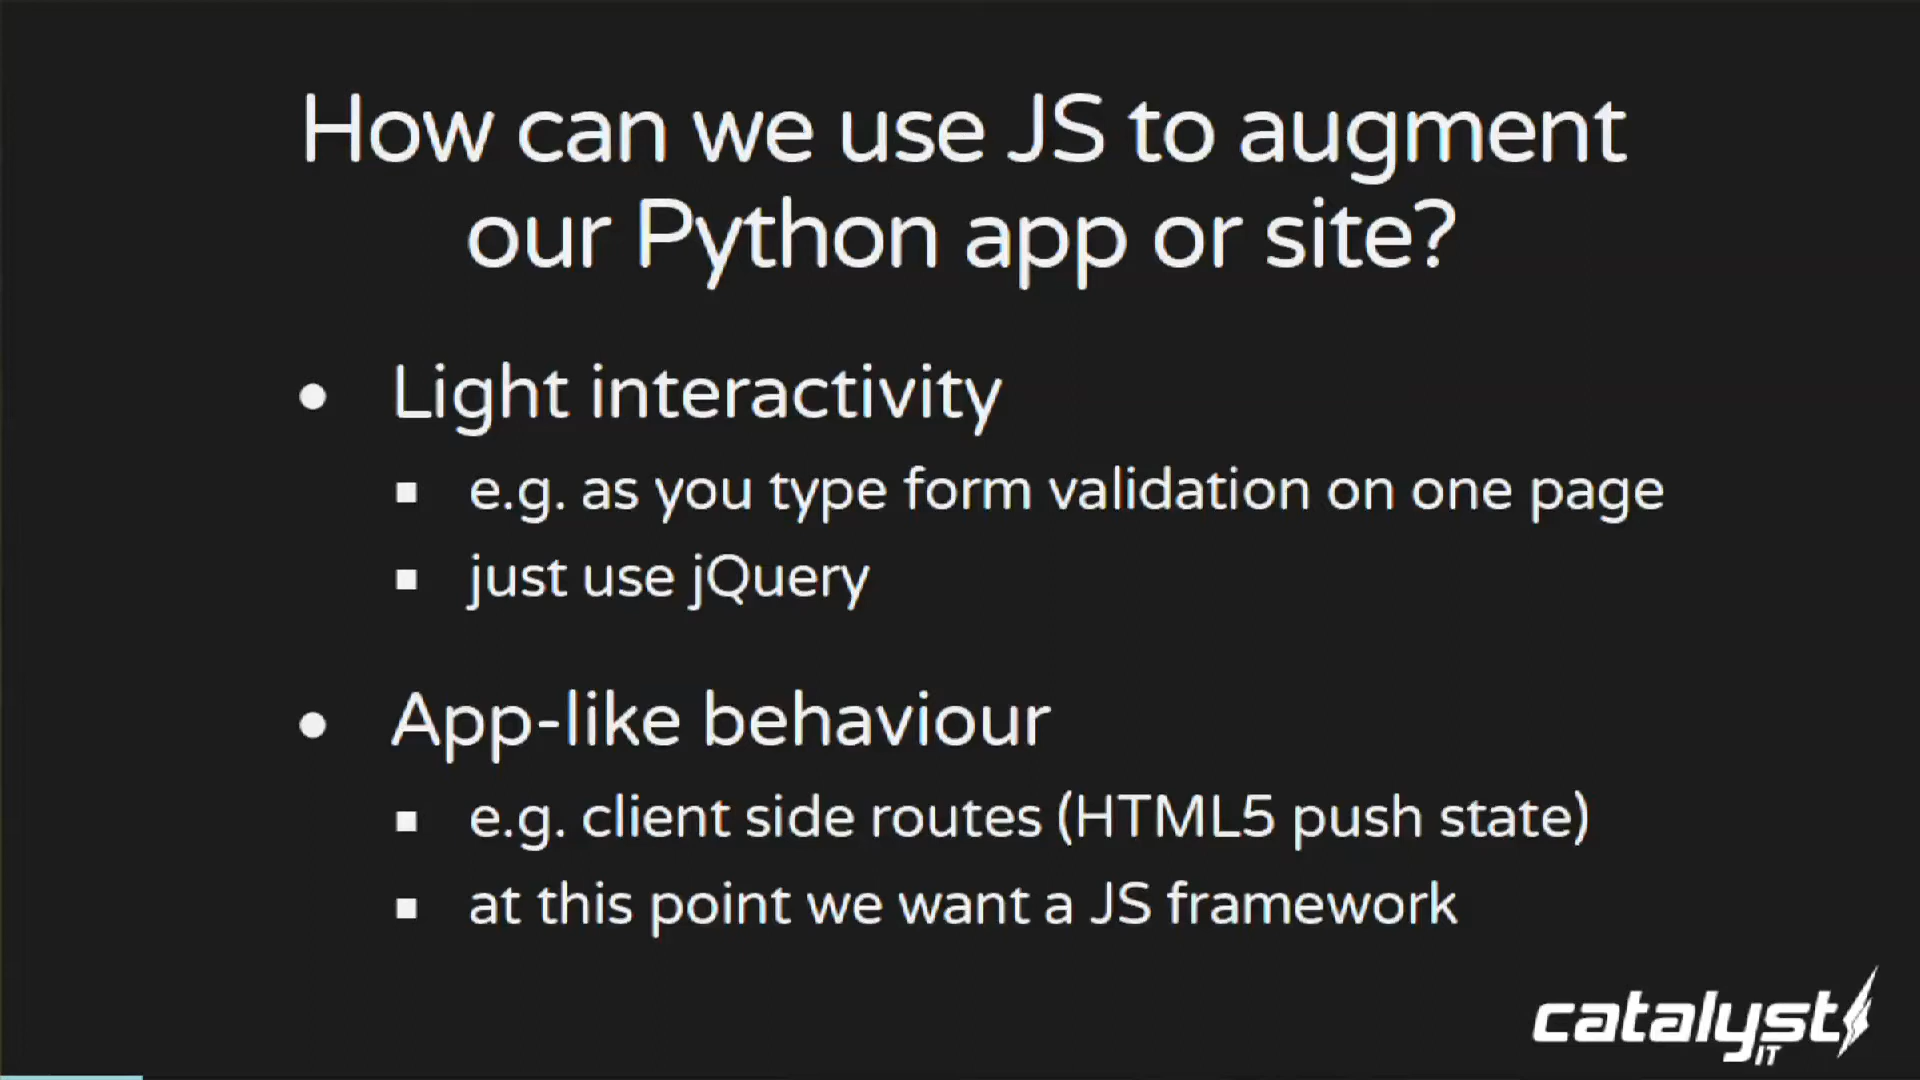 How can we use JS to augment
our Python app or site?
● Light interactivity
▪ e.g. as you type form validation on one page
▪ just use jQuery
● App-like behaviour
▪ e.g. client side routes (HTML5 push state)
▪ at this point we want a JS framework
catalyst
IT